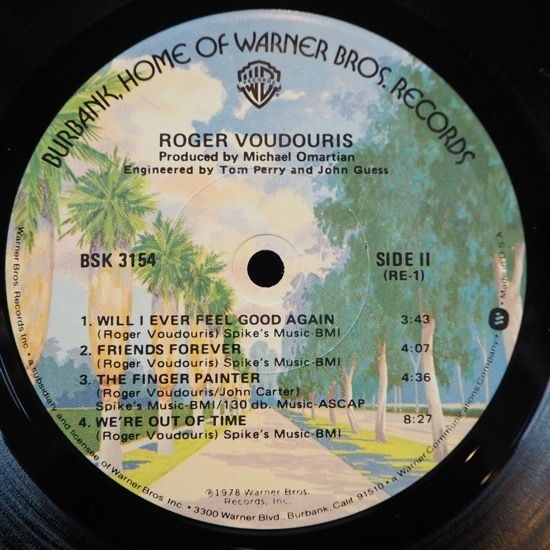 BURBANK, HOME OF WARNER BROS. RECORDS
RECORDS
ROGER VOUDOURIS
Produced by Michael Omartian
Engineered by Tom Perry and John Guess
BSK 3154
SIDE II
(RE-1)
1. WILL I EVER FEEL GOOD AGAIN 3:43
(Roger Voudouris) Spike's Music-BMI
2. FRIENDS FOREVER 4:07
(Roger Voudouris) Spike's Music-BMI
3. THE FINGER PAINTER 4:36
(Roger Voudouris/John Carter)
Spike's Music-BMI/130 db. Music-ASCAP
4. WE'RE OUT OF TIME 8:27
(Roger Voudouris) Spike's Music-BMI
℗1978 Warner Bros.
Records, Inc.
Warner Bros. Records Inc. • a subsidiary and licensee of Warner Bros. Inc. • 3300 Warner Blvd., Burbank, Calif. 91510 • a Warner Communications Company • Made in U.S.A.